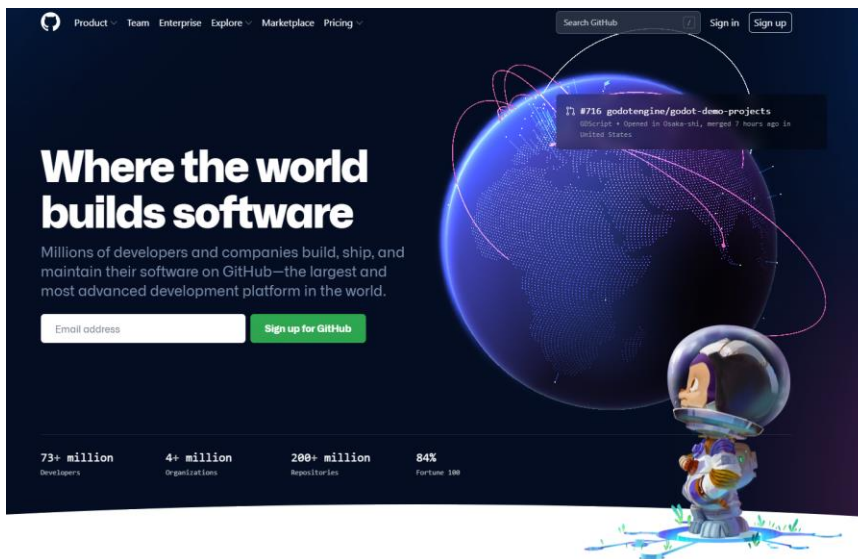 Product Team Enterprise Explore Marketplace Pricing Search GitHub / Sign in Sign up
#716 godotengine/godot-demo-projects
GDScript • Opened in Osaka-shi, merged 7 hours ago in
United States
Where the world
builds software
Millions of developers and companies build, ship, and
maintain their software on GitHub—the largest and
most advanced development platform in the world.
Email address Sign up for GitHub
73+ million 4+ million 200+ million 84%
Developers Organizations Repositories Fortune 100